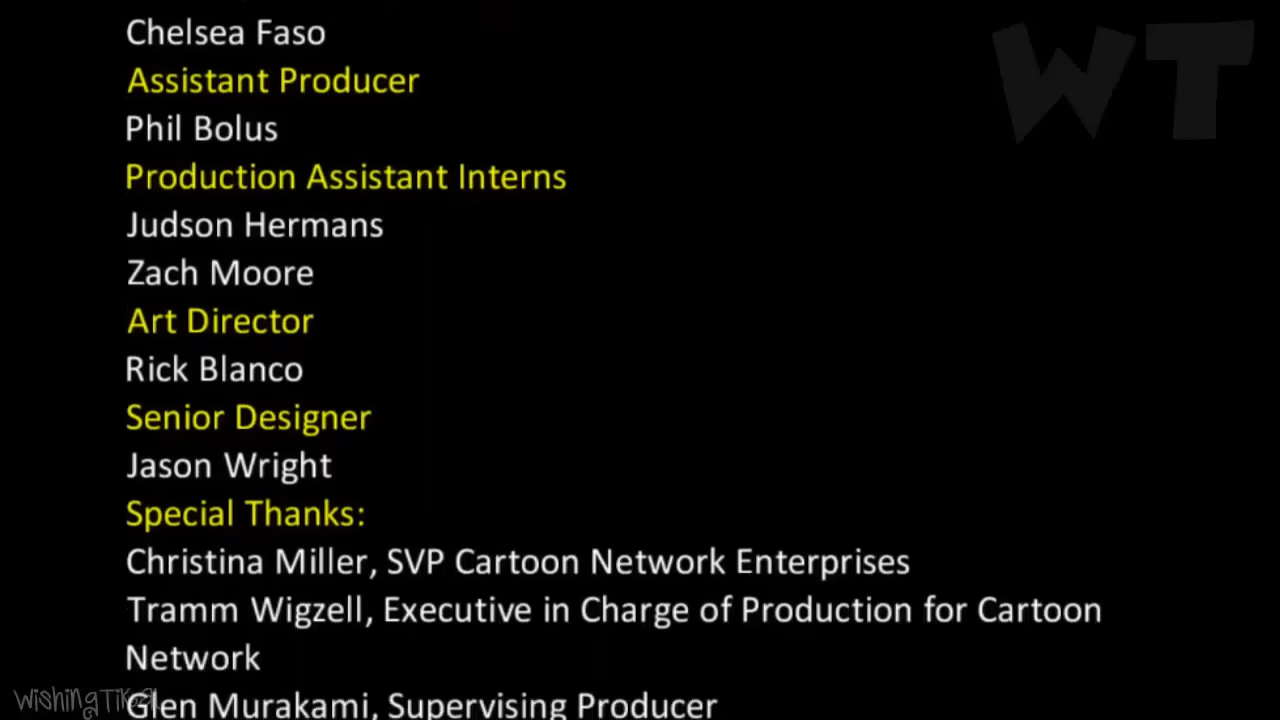 Chelsea Faso
WT
Assistant Producer
Phil Bolus
Production Assistant Interns
Judson Hermans
Zach Moore
Art Director
Rick Blanco
Senior Designer
Jason Wright
Special Thanks:
Christina Miller, SVP Cartoon Network Enterprises
Tramm Wigzell, Executive in Charge of Production for Cartoon
Network
Glen Murakami, Supervising Producer